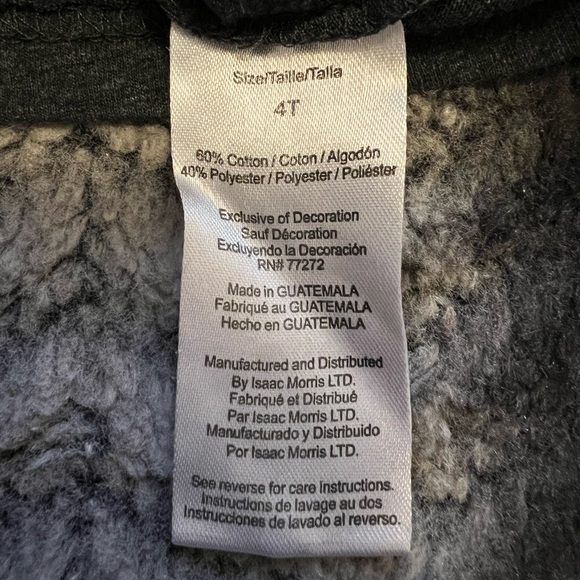 Size/Taille/Talla
4T
60% Cotton / Coton / Algodón
40% Polyester / Polyester / Poliéster
Exclusive of Decoration
Sauf Décoration
Excluyendo la Decoración
RN# 77272
Made in GUATEMALA
Fabriqué au GUATEMALA
Hecho en GUATEMALA
Manufactured and Distributed
By Isaac Morris LTD.
Fabriqué et Distribué
Par Isaac Morris LTD.
Manufacturado y Distribuido
Por Isaac Morris LTD.
See reverse for care instructions.
Instructions de lavage au dos
Instrucciones de lavado al reverso.